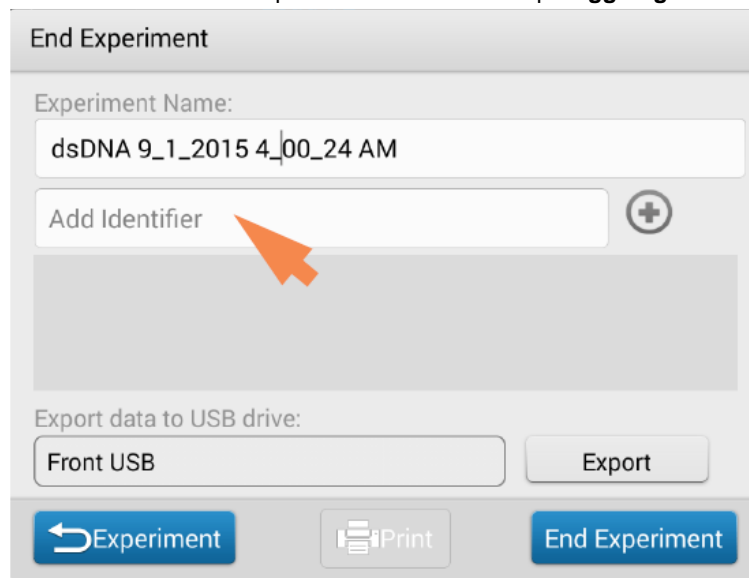 End Experiment
Experiment Name:
dsDNA 9_1_2015 4_00_24 AM
Add Identifier
Export data to USB drive:
Front USB
Export
Experiment
Print
End Experiment